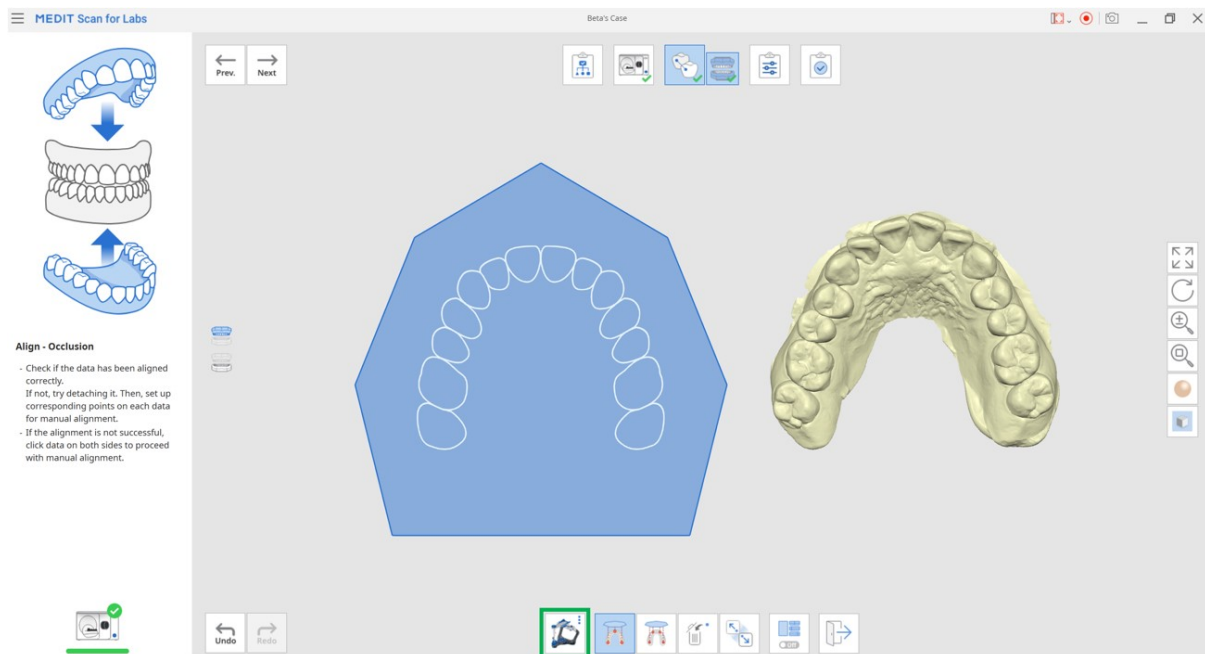 MEDIT Scan for Labs
Beta's Case
Prev.
Next
Align - Occlusion
- Check if the data has been aligned
correctly.
If not, try detaching it. Then, set up
corresponding points on each data
for manual alignment.
- If the alignment is not successful,
click data on both sides to proceed
with manual alignment.
Undo
Redo
Off